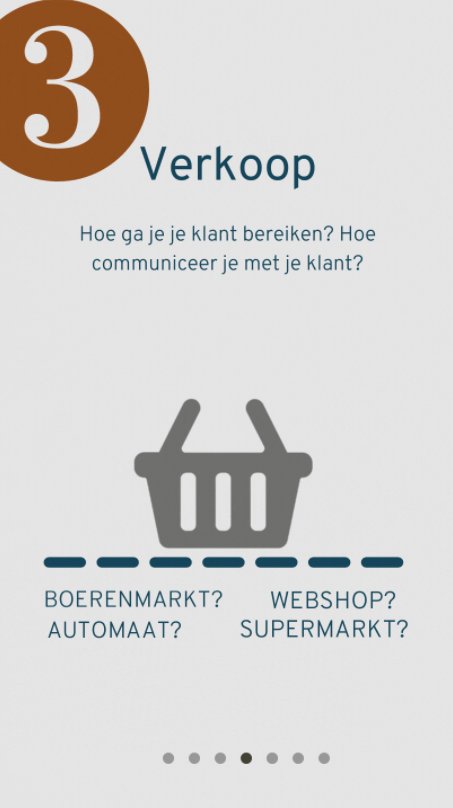 3
Verkoop
Hoe ga je je klant bereiken? Hoe
communiceer je met je klant?
BOERENMARKT? WEBSHOP?
AUTOMAAT? SUPERMARKT?